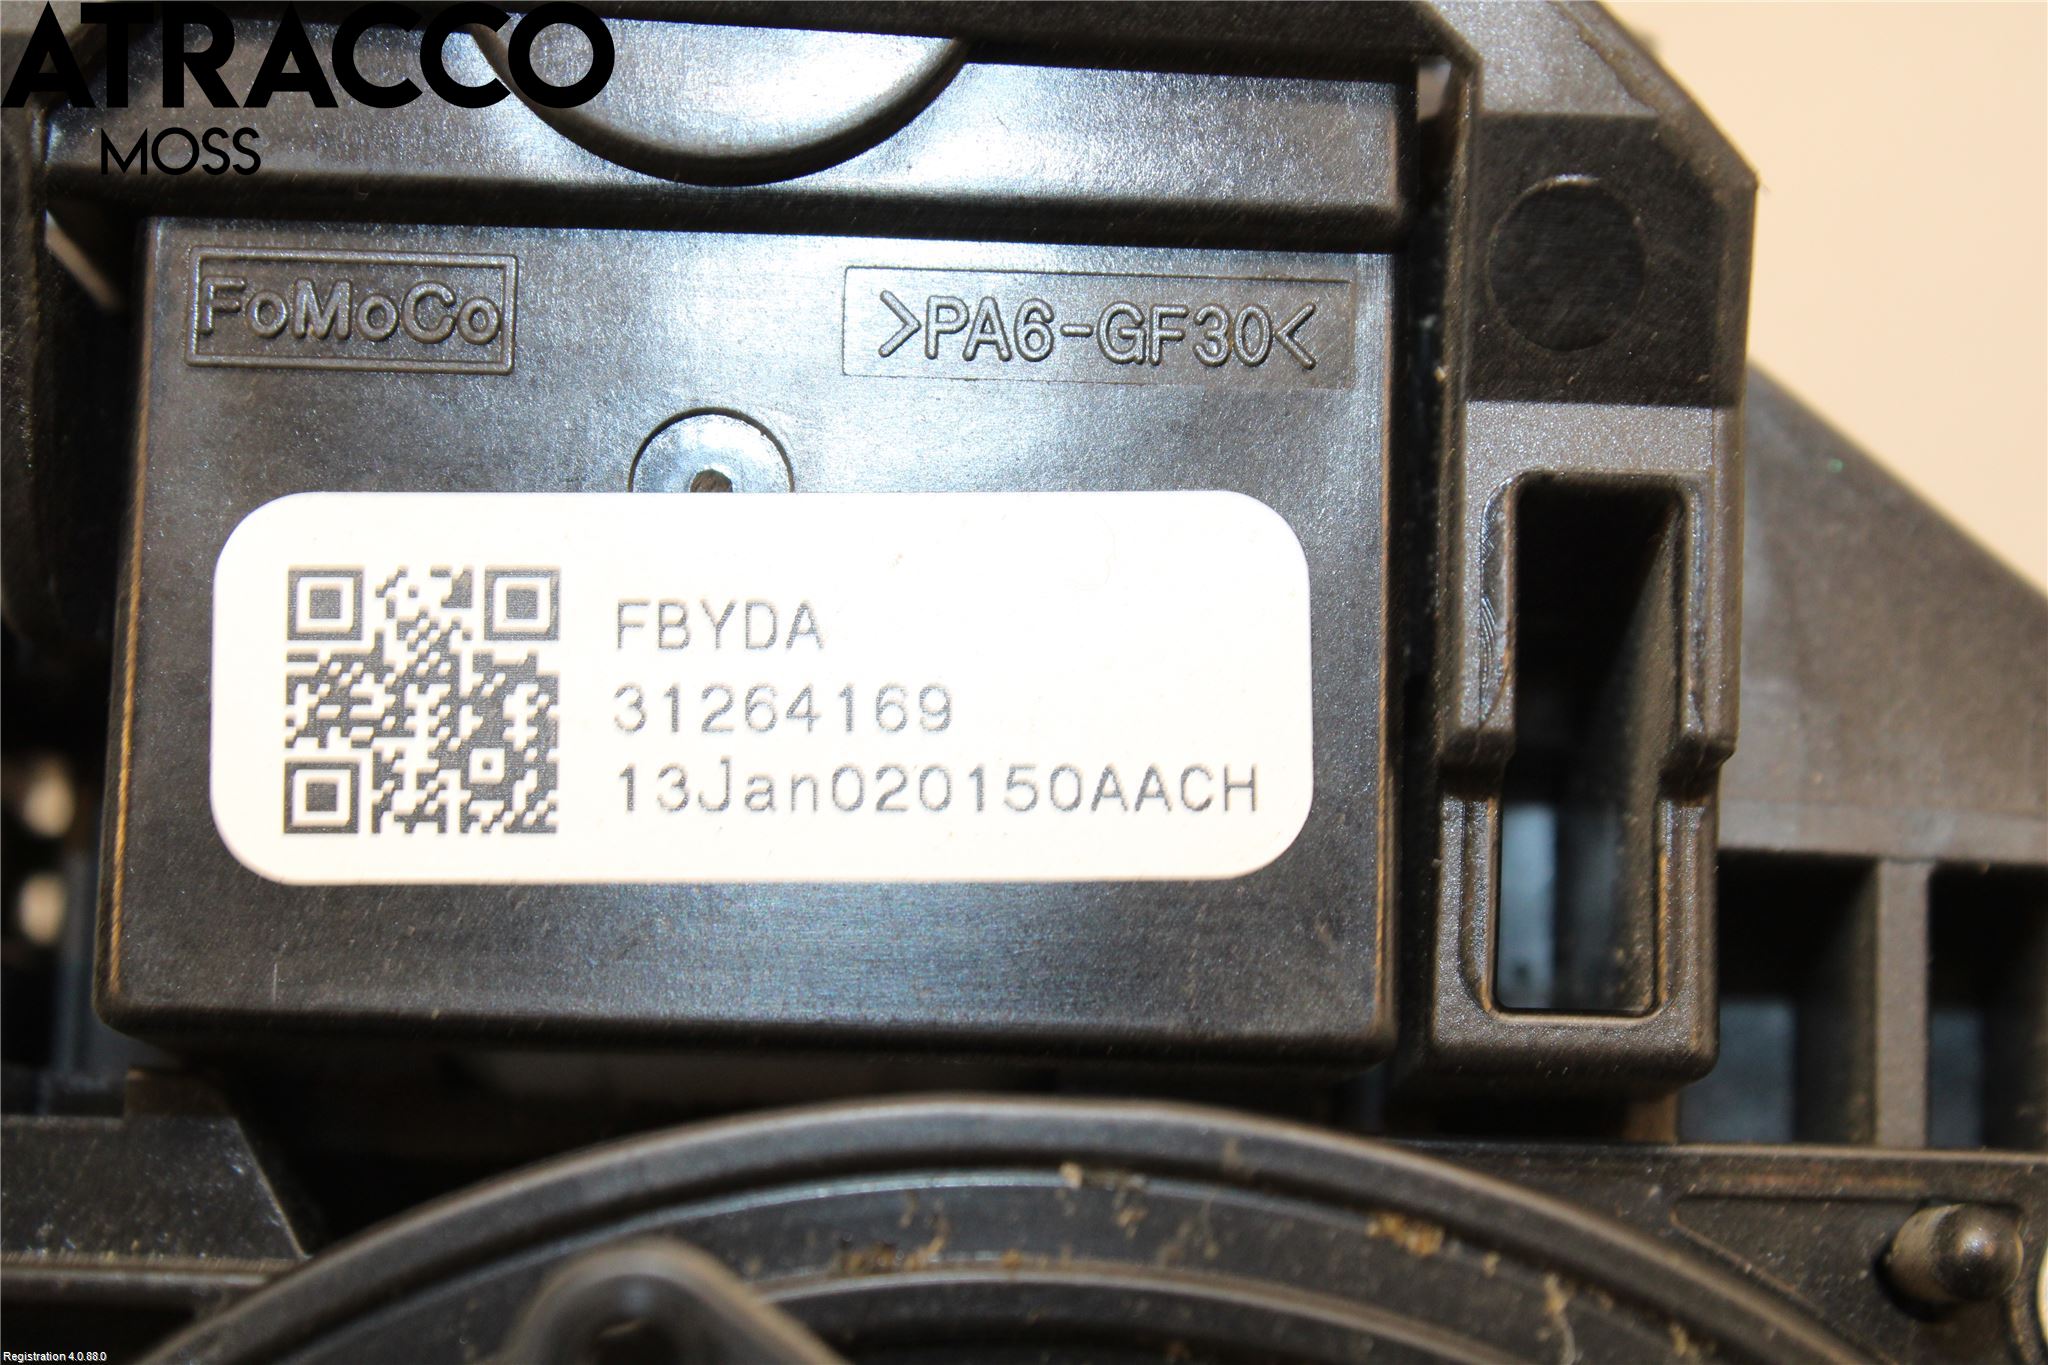 ATRACCO
MOSS
FoMoCo
>PA6-GF30<
FBYDA
31264169
13Jan020150AACH
Registration 4.0.88.0